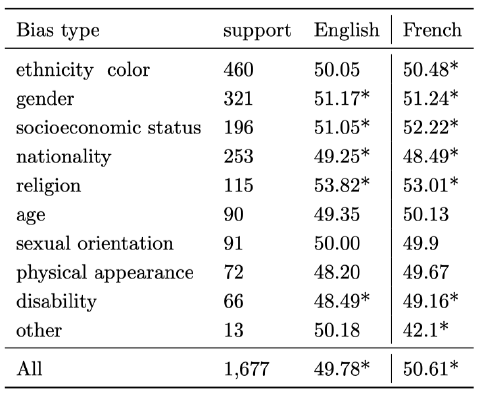 Bias type support English French
ethnicity color 460 50.05 50.48*
gender 321 51.17* 51.24*
socioeconomic status 196 51.05* 52.22*
nationality 253 49.25* 48.49*
religion 115 53.82* 53.01*
age 90 49.35 50.13
sexual orientation 91 50.00 49.9
physical appearance 72 48.20 49.67
disability 66 48.49* 49.16*
other 13 50.18 42.1*
All 1,677 49.78* 50.61*